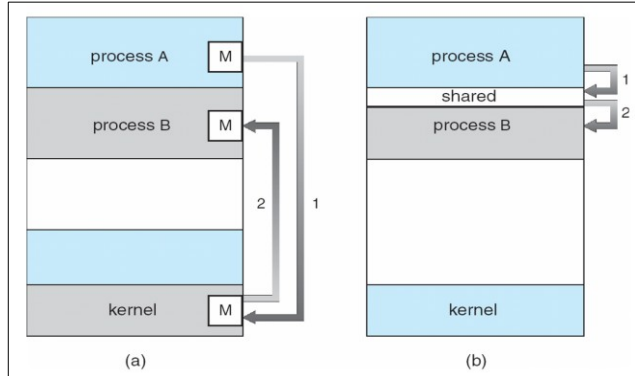 process A
M
process B
M
2
1
kernel
M
(a)
process A
1
shared
2
process B
kernel
(b)